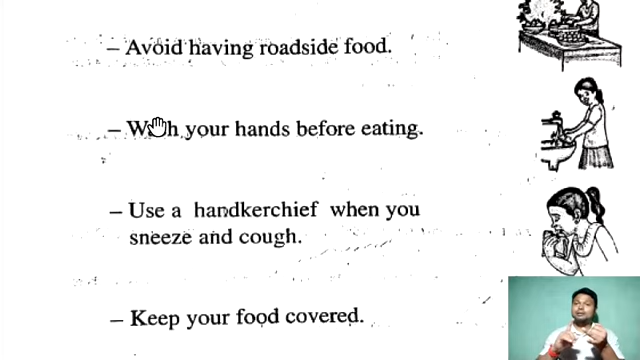 – Avoid having roadside food.
– Wash your hands before eating.
– Use a handkerchief when you
sneeze and cough.
– Keep your food covered.